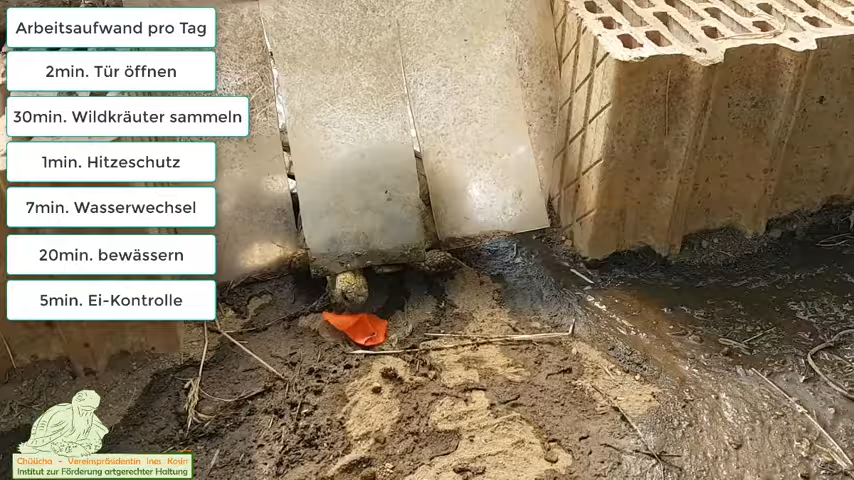 Arbeitsaufwand pro Tag
2min. Tür öffnen
30min. Wildkräuter sammeln
1min. Hitzeschutz
7min. Wasserwechsel
20min. bewässern
5min. Ei-Kontrolle
Institut zur Förderung artgerechter Haltung